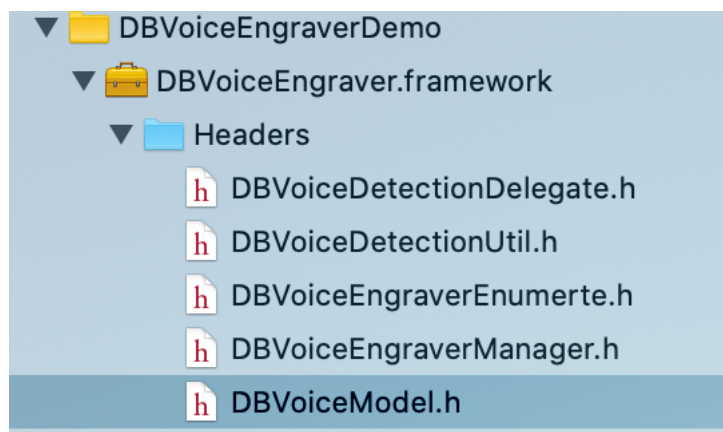 DBVoiceEngraverDemo
DBVoiceEngraver.framework
Headers
h DBVoiceDetectionDelegate.h
h DBVoiceDetectionUtil.h
h DBVoiceEngraverEnumerte.h
h DBVoiceEngraverManager.h
h DBVoiceModel.h